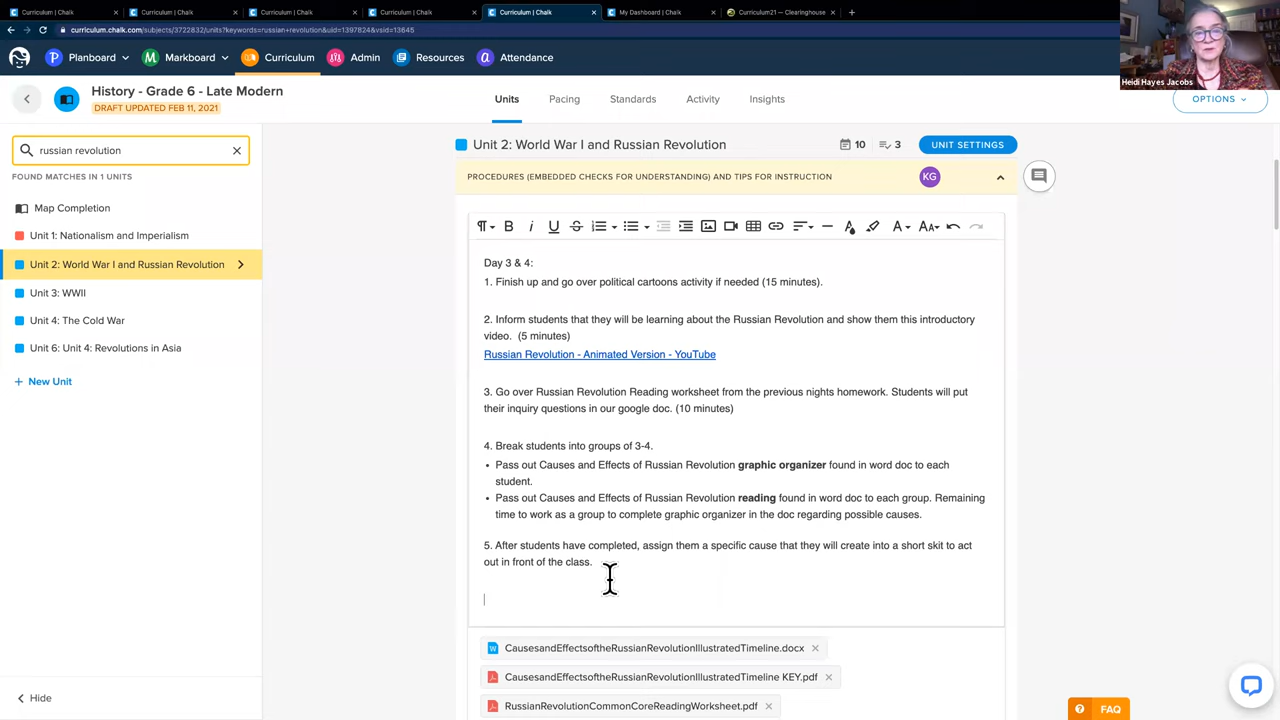 Curriculum | Chalk
Curriculum | Chalk
Curriculum | Chalk
Curriculum | Chalk
Curriculum | Chalk
My Dashboard | Chalk
Curriculum21 — Clearinghouse
curriculum.chalk.com/subjects/3722832/units?keywords=russian+revolution&uid=1397824&vsid=13645
Planboard
Markboard
Curriculum
Admin
Resources
Attendance
Heidi Hayes Jacobs
History - Grade 6 - Late Modern
DRAFT UPDATED FEB 11, 2021
Units
Pacing
Standards
Activity
Insights
OPTIONS
russian revolution
FOUND MATCHES IN 1 UNITS
Map Completion
Unit 1: Nationalism and Imperialism
Unit 2: World War I and Russian Revolution
Unit 3: WWII
Unit 4: The Cold War
Unit 6: Unit 4: Revolutions in Asia
+ New Unit
Hide
Unit 2: World War I and Russian Revolution
10
3
UNIT SETTINGS
PROCEDURES (EMBEDDED CHECKS FOR UNDERSTANDING) AND TIPS FOR INSTRUCTION
KG
Day 3 & 4:
1. Finish up and go over political cartoons activity if needed (15 minutes).
2. Inform students that they will be learning about the Russian Revolution and show them this introductory
video. (5 minutes)
Russian Revolution - Animated Version - YouTube
3. Go over Russian Revolution Reading worksheet from the previous nights homework. Students will put
their inquiry questions in our google doc. (10 minutes)
4. Break students into groups of 3-4.
• Pass out Causes and Effects of Russian Revolution graphic organizer found in word doc to each
student.
• Pass out Causes and Effects of Russian Revolution reading found in word doc to each group. Remaining
time to work as a group to complete graphic organizer in the doc regarding possible causes.
5. After students have completed, assign them a specific cause that they will create into a short skit to act
out in front of the class.
CausesandEffectsoftheRussianRevolutionIllustratedTimeline.docx
CausesandEffectsoftheRussianRevolutionIllustratedTimeline KEY.pdf
RussianRevolutionCommonCoreReadingWorksheet.pdf
FAQ